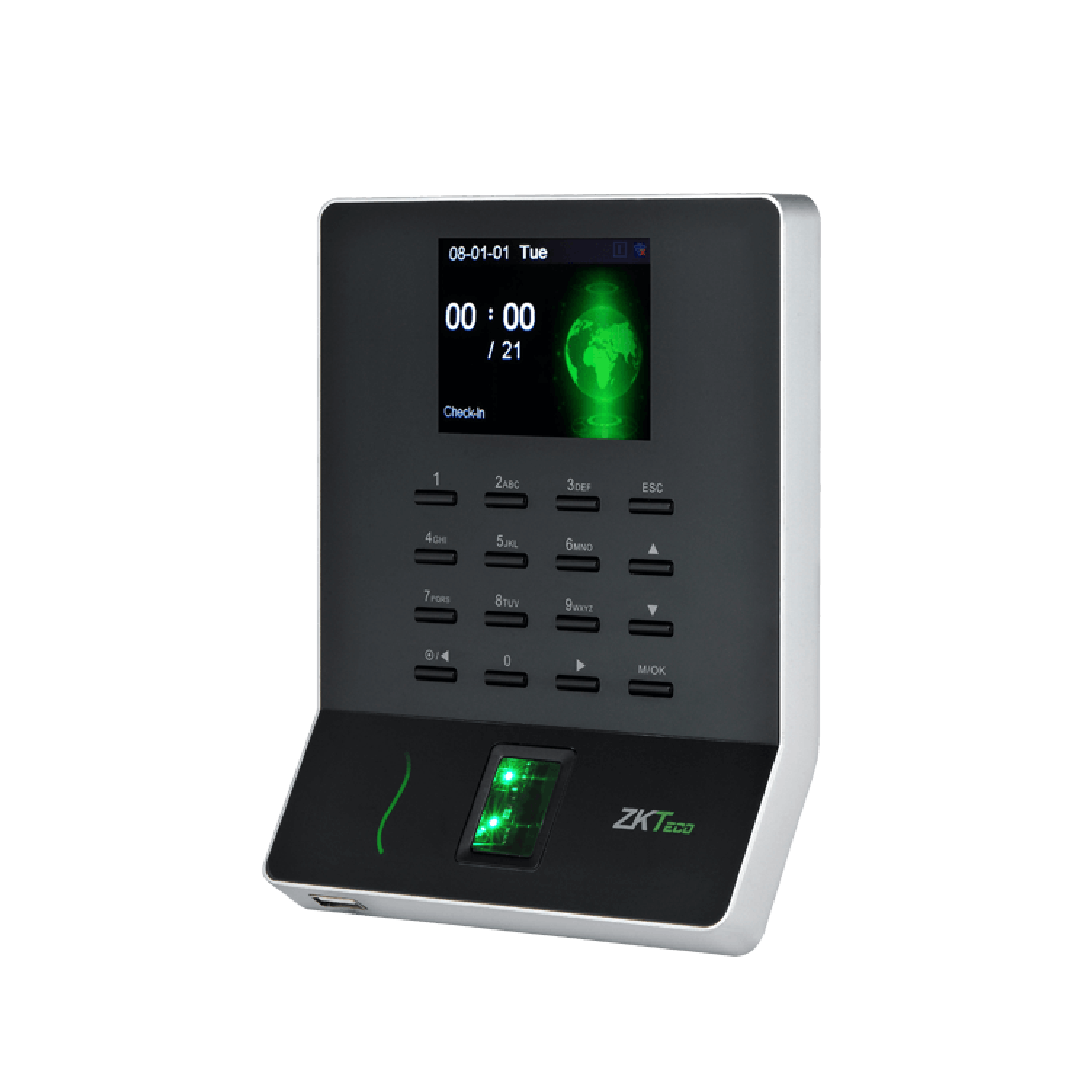 08-01-01 Tue
00 : 00
/ 21
Check-In
1 2ABC 3DEF ESC
4GHI 5JKL 6MNO ▲
7PQRS 8TUV 9WXYZ ▼
⊙/◀ 0 ▶ M/OK
ZKTeco